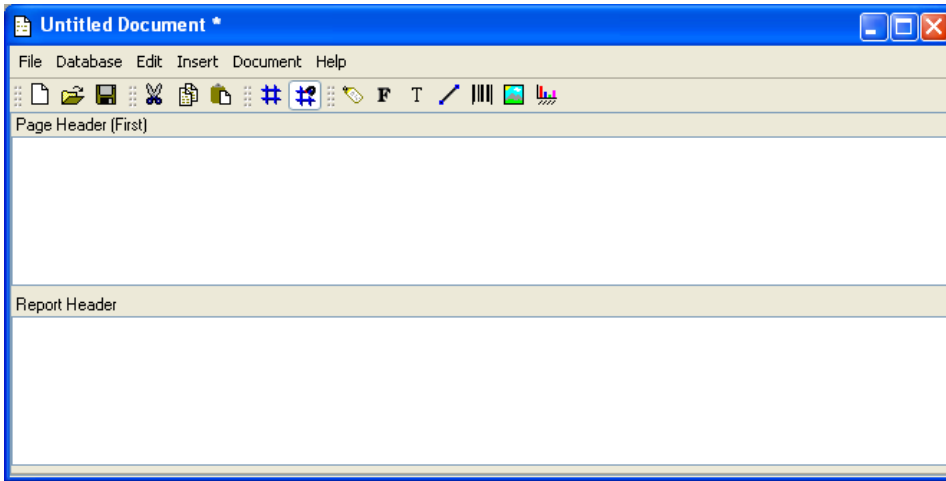 Untitled Document *
File Database Edit Insert Document Help
F T
Page Header (First)
Report Header